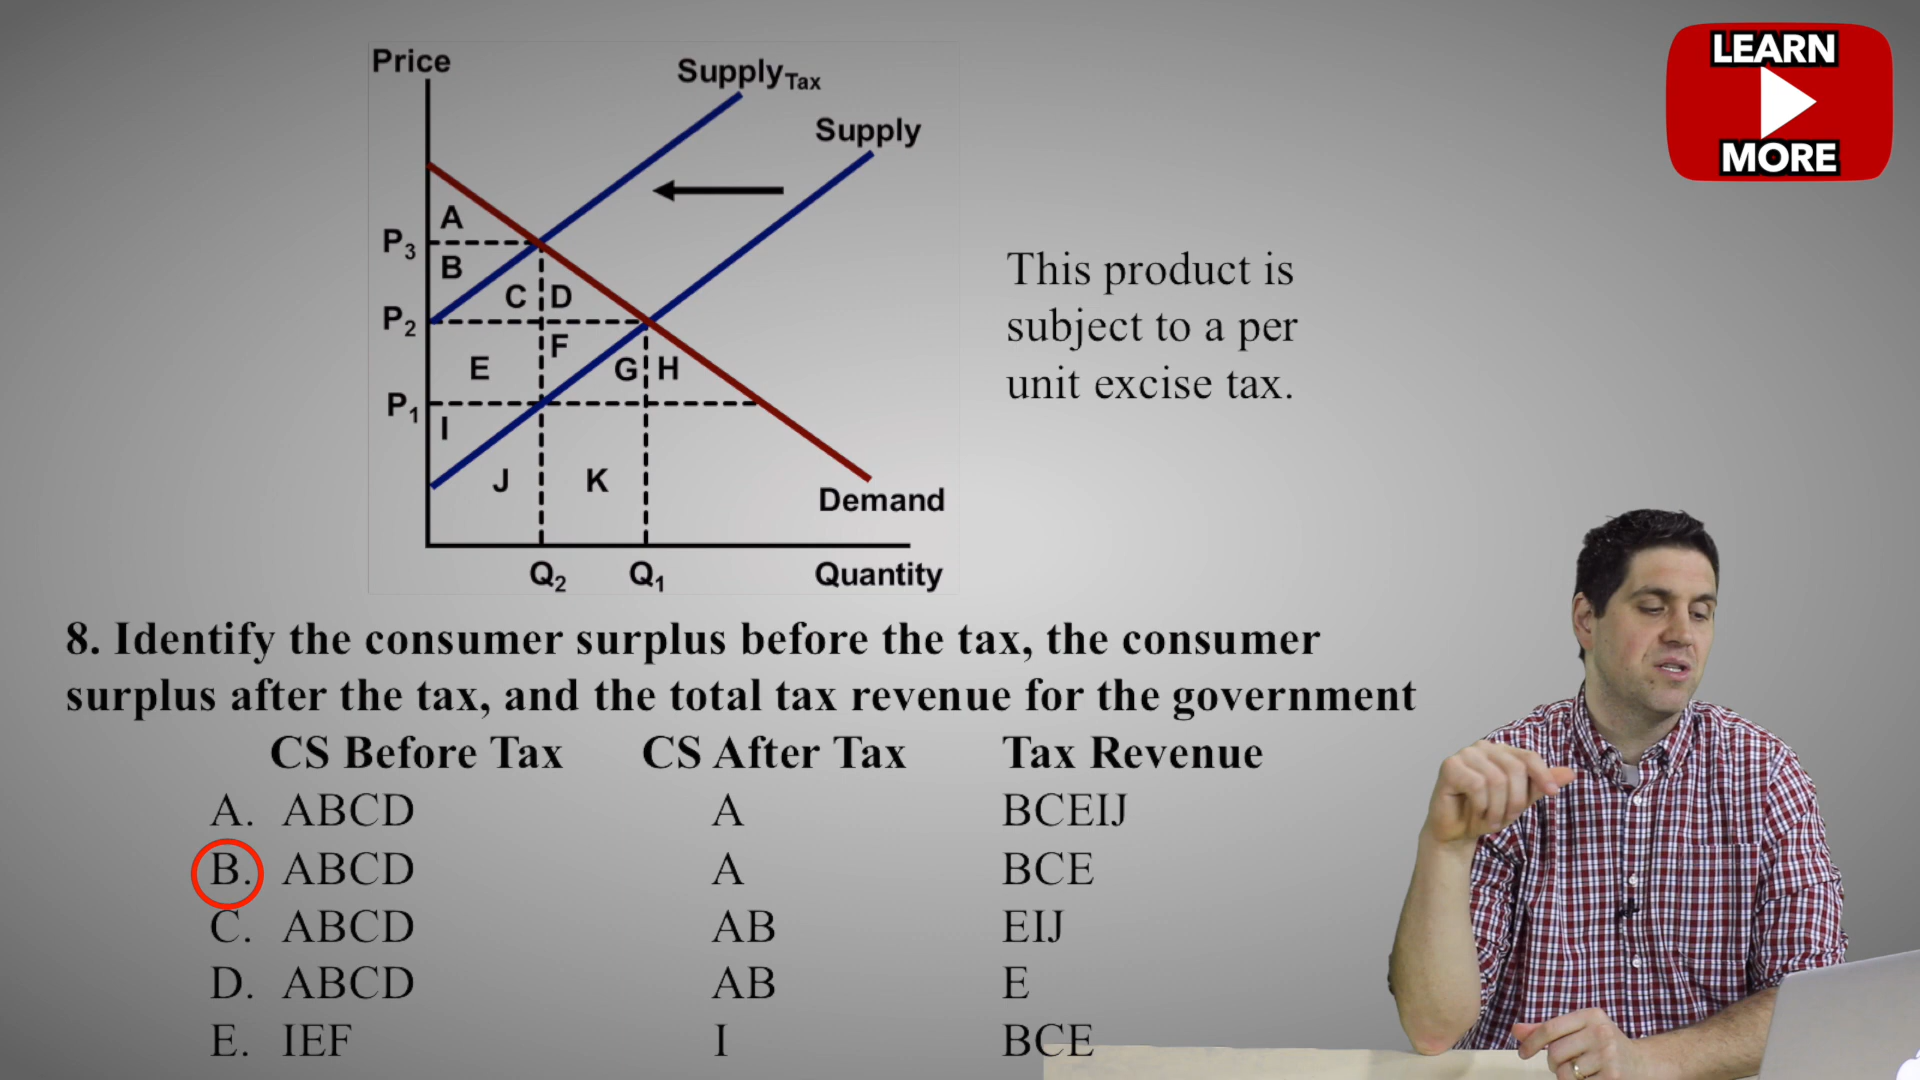 LEARN
MORE
Price
Supply Tax
Supply
A
P3
B
C D
P2
F
E
G H
P1
I
J K
Demand
Q2 Q1 Quantity
This product is
subject to a per
unit excise tax.
8. Identify the consumer surplus before the tax, the consumer
surplus after the tax, and the total tax revenue for the government
CS Before Tax CS After Tax Tax Revenue
A. ABCD A BCEIJ
B. ABCD A BCE
C. ABCD AB EIJ
D. ABCD AB E
E. IEF I BCE